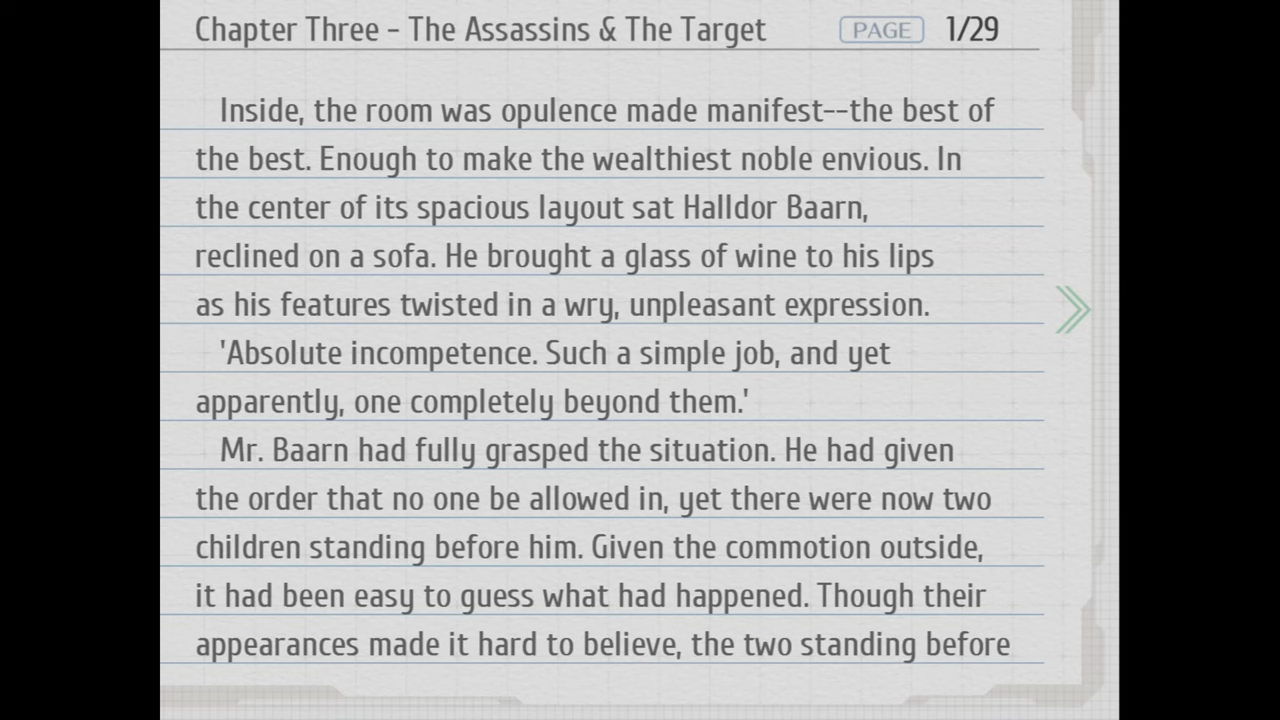 Chapter Three - The Assassins & The Target PAGE 1/29
Inside, the room was opulence made manifest--the best of
the best. Enough to make the wealthiest noble envious. In
the center of its spacious layout sat Halldor Baarn,
reclined on a sofa. He brought a glass of wine to his lips
as his features twisted in a wry, unpleasant expression.
'Absolute incompetence. Such a simple job, and yet
apparently, one completely beyond them.'
Mr. Baarn had fully grasped the situation. He had given
the order that no one be allowed in, yet there were now two
children standing before him. Given the commotion outside,
it had been easy to guess what had happened. Though their
appearances made it hard to believe, the two standing before